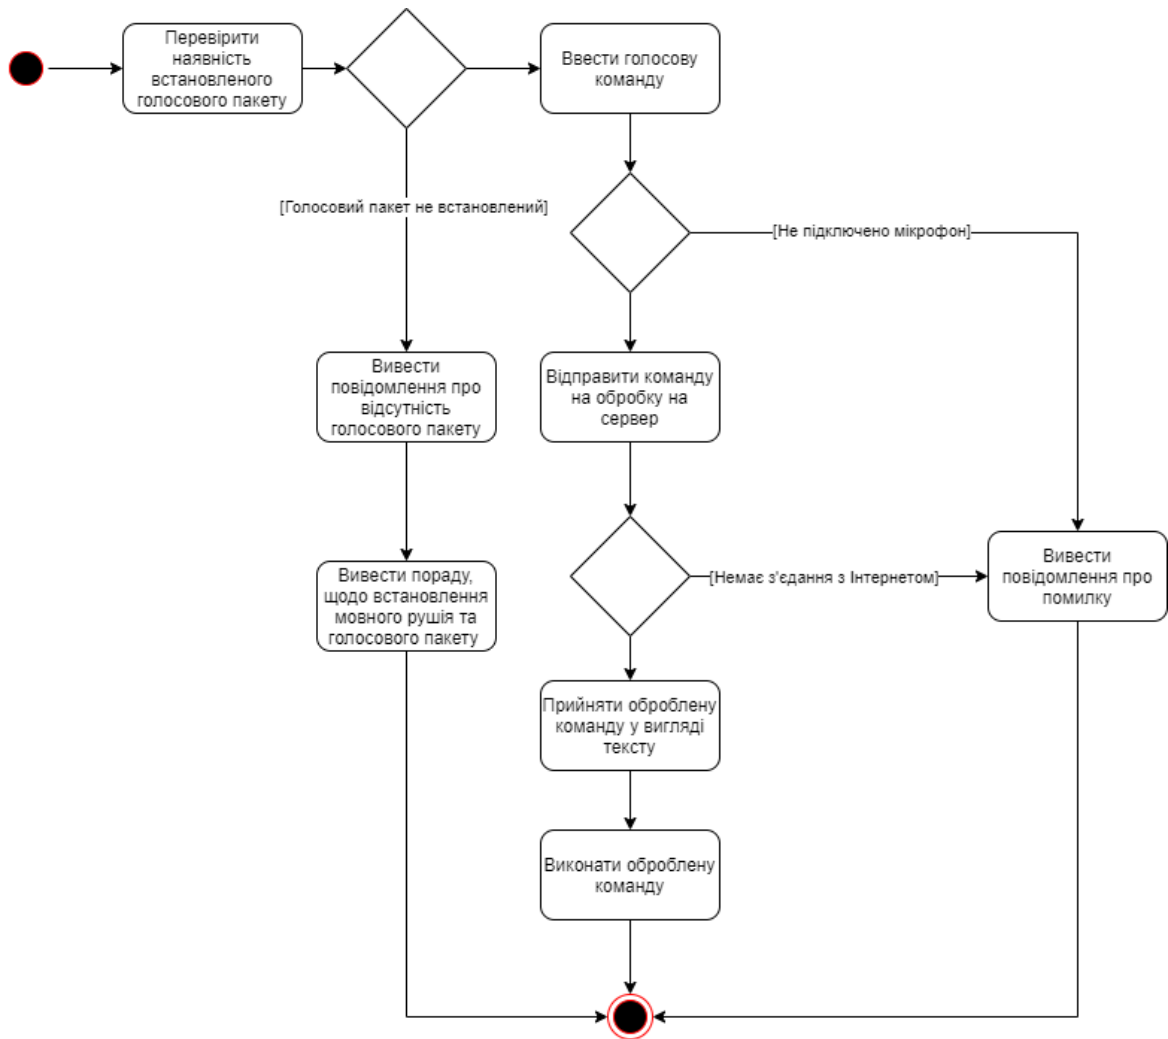 Перевірити
наявність
встановленого
голосового пакету
Ввести голосову
команду
[Голосовий пакет не встановлений]
[Не підключено мікрофон]
Вивести
повідомлення про
відсутність
голосового пакету
Відправити команду
на обробку на
сервер
Вивести пораду,
щодо встановлення
мовного рушія та
голосового пакету
[Немає з'єдання з Інтернетом]
Вивести
повідомлення про
помилку
Прийняти оброблену
команду у вигляді
тексту
Виконати оброблену
команду